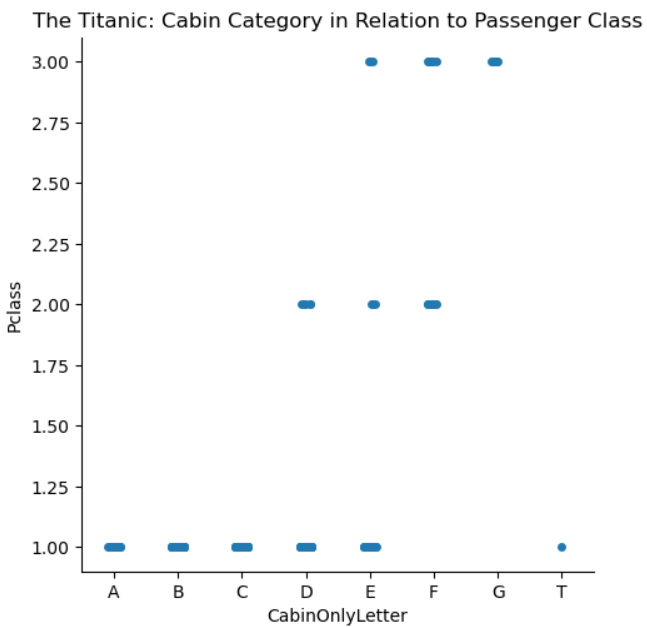 The Titanic: Cabin Category in Relation to Passenger Class
3.00
2.75
2.50
2.25
2.00
1.75
1.50
1.25
1.00
Pclass
A B C D E F G T
CabinOnlyLetter